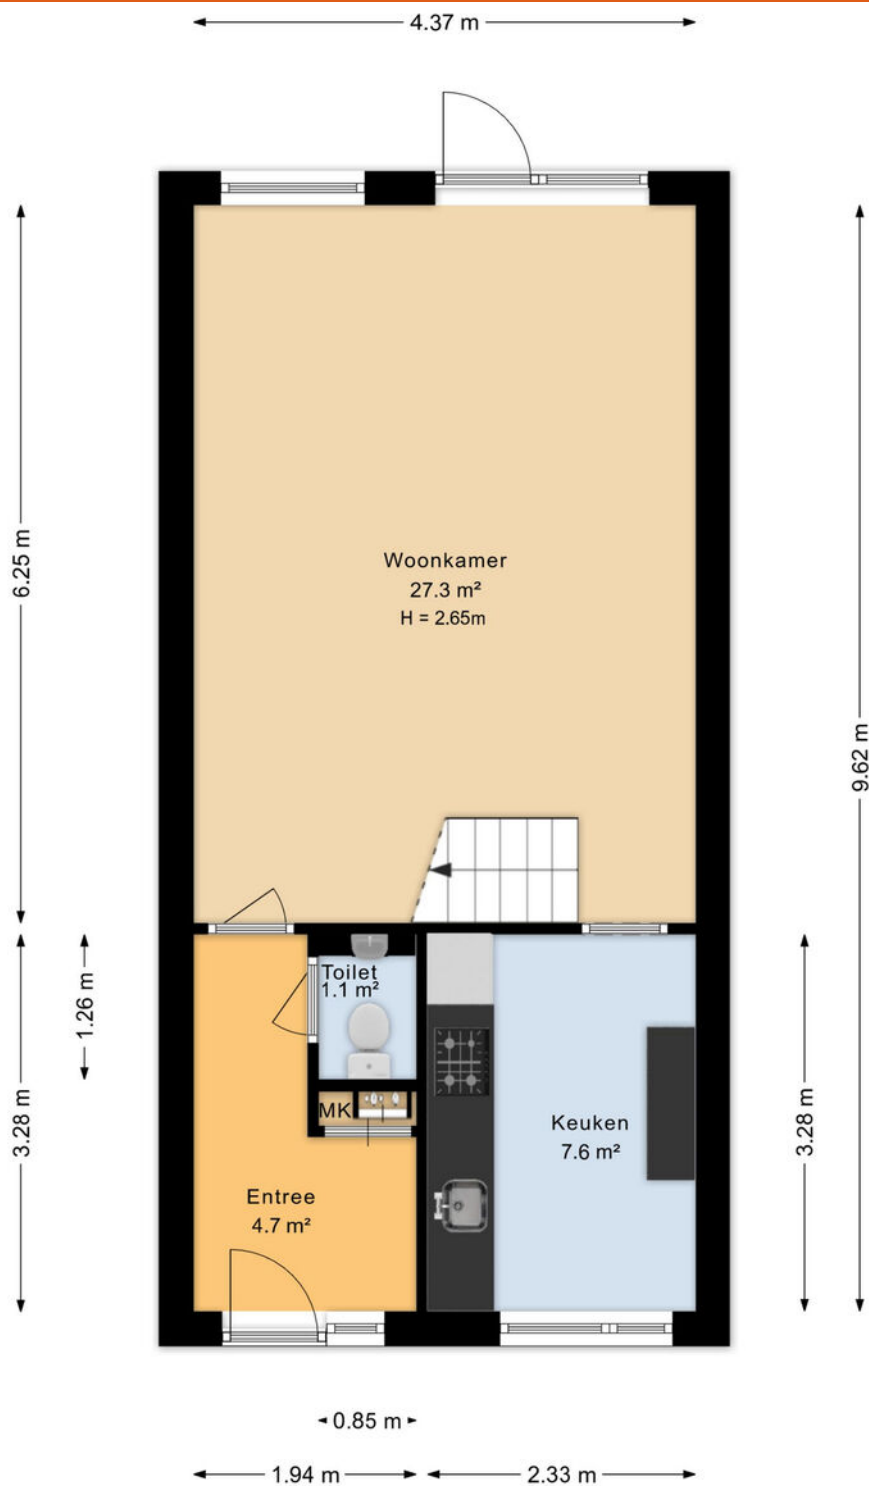 4.37 m
6.25 m
Woonkamer
27.3 m²
H = 2.65m
9.62 m
1.26 m
Toilet
1.1 m²
3.28 m
MK
Keuken
7.6 m²
3.28 m
Entree
4.7 m²
0.85 m
1.94 m
2.33 m